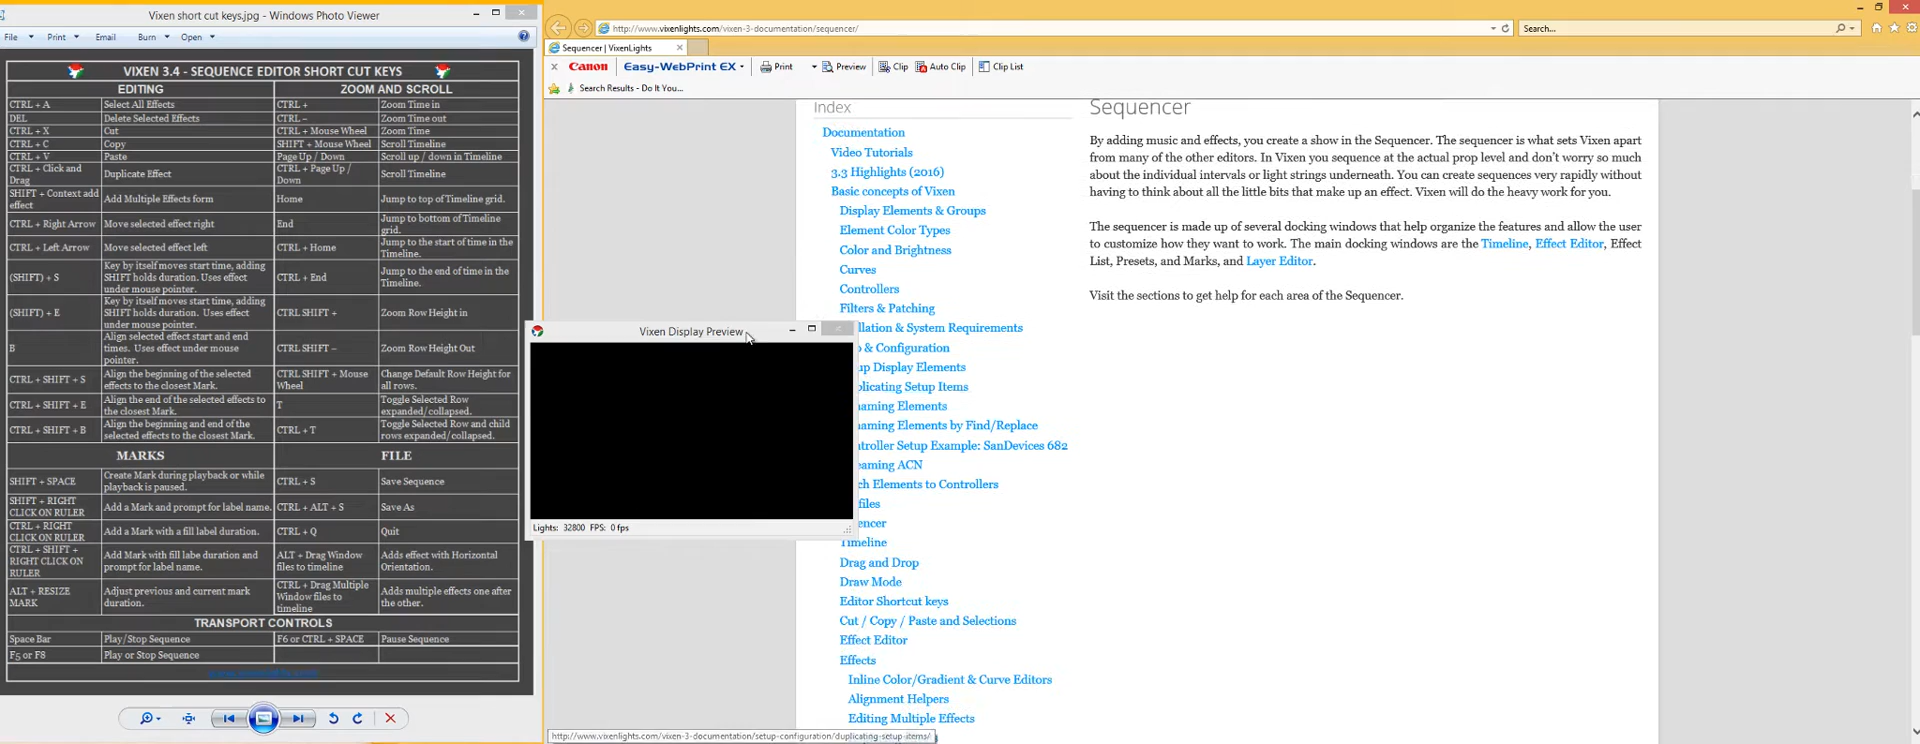 Vixen short cut keys.jpg - Windows Photo Viewer
File Print Email Burn Open
VIXEN 3.4 - SEQUENCE EDITOR SHORT CUT KEYS
EDITING
ZOOM AND SCROLL
CTRL + A Select All Effects CTRL + Zoom Time in
DEL Delete Selected Effects CTRL – Zoom Time out
CTRL + X Cut CTRL + Mouse Wheel Zoom Time
CTRL + C Copy SHIFT + Mouse Wheel Scroll Timeline
CTRL + V Paste Page Up / Down Scroll up / down in Timeline
CTRL + Click and
Drag
Duplicate Effect
CTRL + Page Up /
Down
Scroll Timeline
SHIFT + Context add
effect
Add Multiple Effects form
Home
Jump to top of Timeline grid.
CTRL + Right Arrow Move selected effect right
End
Jump to bottom of Timeline
grid.
CTRL + Left Arrow Move selected effect left
CTRL + Home
Jump to the start of time in the
Timeline.
(SHIFT) + S
Key by itself moves start time, adding
SHIFT holds duration. Uses effect
under mouse pointer.
CTRL + End
Jump to the end of time in the
Timeline.
(SHIFT) + E
Key by itself moves start time, adding
SHIFT holds duration. Uses effect
under mouse pointer.
CTRL SHIFT +
Zoom Row Height in
B
Align selected effect start and end
times. Uses effect under mouse
pointer.
CTRL SHIFT –
Zoom Row Height Out
CTRL + SHIFT + S
Align the beginning of the selected
effects to the closest Mark.
CTRL SHIFT + Mouse
Wheel
Change Default Row Height for
all rows.
CTRL + SHIFT + E
Align the end of the selected effects to
the closest Mark.
T
Toggle Selected Row
expanded/collapsed.
CTRL + SHIFT + B
Align the beginning and end of the
selected effects to the closest Mark.
CTRL + T
Toggle Selected Row and child
rows expanded/collapsed.
MARKS
FILE
SHIFT + SPACE
Create Mark during playback or while
playback is paused.
CTRL + S
Save Sequence
SHIFT + RIGHT
CLICK ON RULER
Add a Mark and prompt for label name.
CTRL + ALT + S
Save As
CTRL + RIGHT
CLICK ON RULER
Add a Mark with a fill label duration.
CTRL + Q
Quit
CTRL + SHIFT +
RIGHT CLICK ON
RULER
Add Mark with fill labe duration and
prompt for label name.
ALT + Drag Window
files to timeline
Adds effect with Horizontal
Orientation.
ALT + RESIZE
MARK
Adjust previous and current mark
duration.
CTRL + Drag Multiple
Window files to
timeline
Adds multiple effects one after
the other.
TRANSPORT CONTROLS
Space Bar Play/Stop Sequence F6 or CTRL + SPACE Pause Sequence
F5 or F8 Play or Stop Sequence
Vixen Display Preview
Lights: 32800 FPS: 0 fps
http://www.vixenlights.com/vixen-3-documentation/sequencer/
Search...
Sequencer | VixenLights
Canon Easy-WebPrint EX Print Preview Clip Auto Clip Clip List
Search Results - Do It You...
Index
Documentation
Video Tutorials
3.3 Highlights (2016)
Basic concepts of Vixen
Display Elements & Groups
Element Color Types
Color and Brightness
Curves
Controllers
Filters & Patching
llation & System Requirements
& Configuration
up Display Elements
plicating Setup Items
aming Elements
aming Elements by Find/Replace
troller Setup Example: SanDevices 682
eaming ACN
ch Elements to Controllers
files
encer
Timeline
Drag and Drop
Draw Mode
Editor Shortcut keys
Cut / Copy / Paste and Selections
Effect Editor
Effects
Inline Color/Gradient & Curve Editors
Alignment Helpers
Editing Multiple Effects
Sequencer
By adding music and effects, you create a show in the Sequencer. The sequencer is what sets Vixen apart
from many of the other editors. In Vixen you sequence at the actual prop level and don't worry so much
about the individual intervals or light strings underneath. You can create sequences very rapidly without
having to think about all the little bits that make up an effect. Vixen will do the heavy work for you.
The sequencer is made up of several docking windows that help organize the features and allow the user
to customize how they want to work. The main docking windows are the Timeline, Effect Editor, Effect
List, Presets, and Marks, and Layer Editor.
Visit the sections to get help for each area of the Sequencer.
http://www.vixenlights.com/vixen-3-documentation/setup-configuration/duplicating-setup-items/